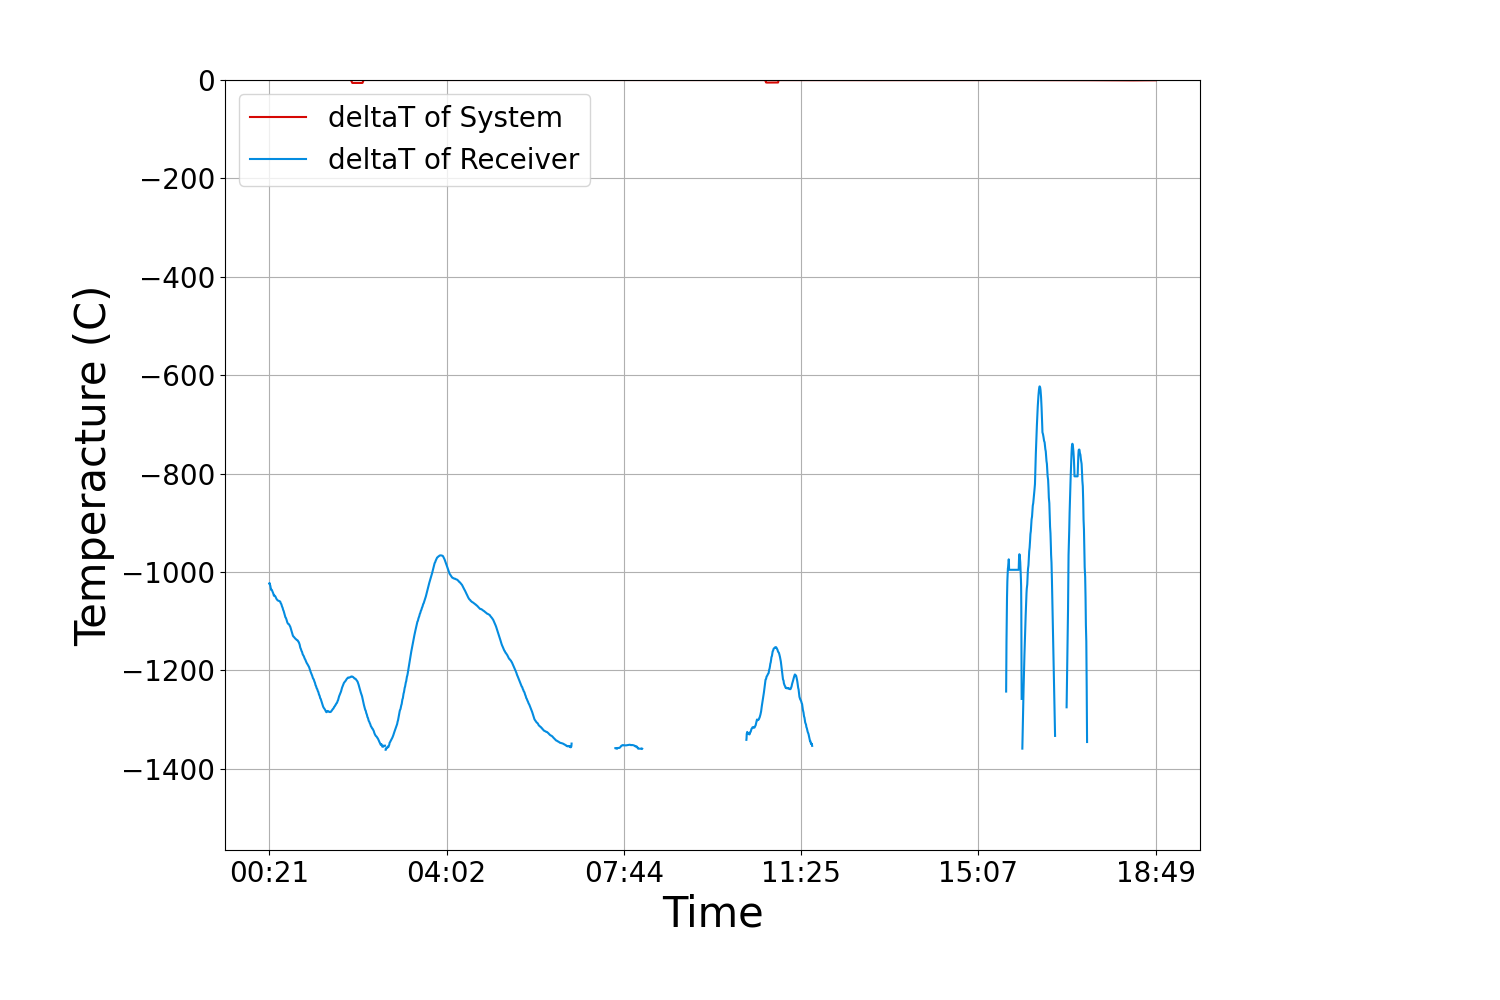 0
deltaT of System
deltaT of Receiver
−200
−400
−600
−800
−1000
−1200
−1400
Temperacture (C)
00:21 04:02 07:44 11:25 15:07 18:49
Time